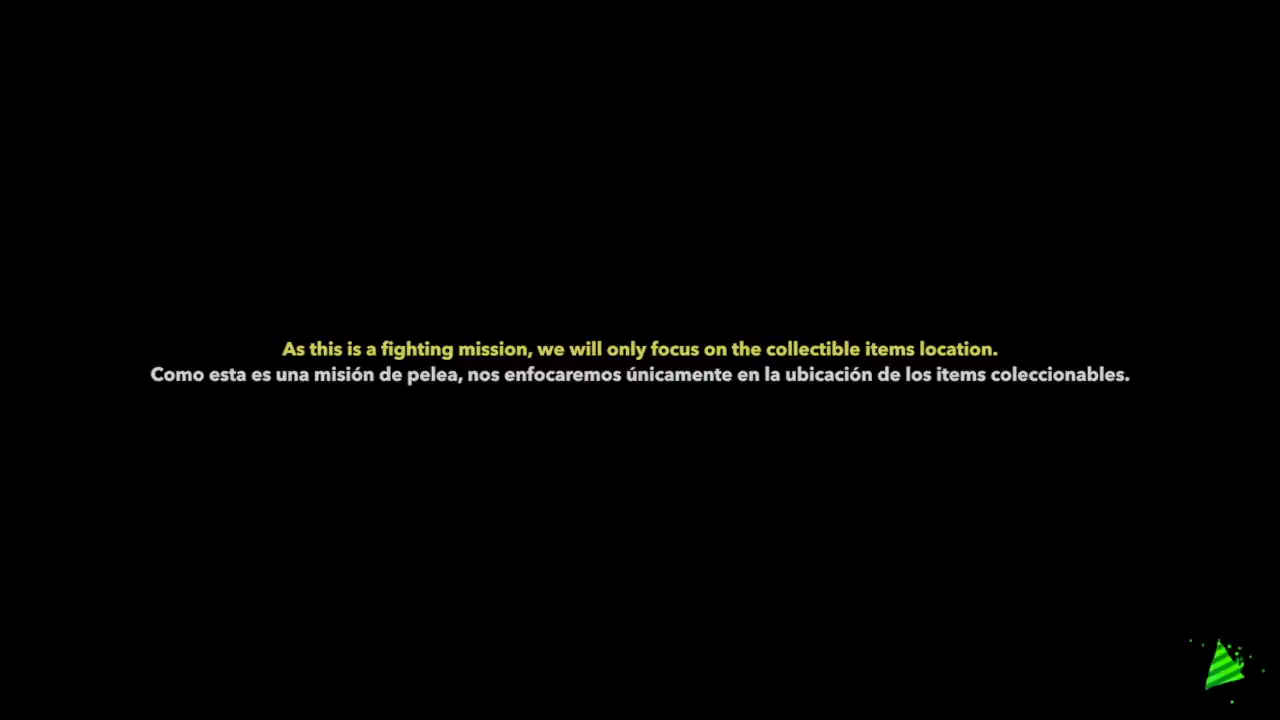 As this is a fighting mission, we will only focus on the collectible items location.
Como esta es una misión de pelea, nos enfocaremos únicamente en la ubicación de los items coleccionables.